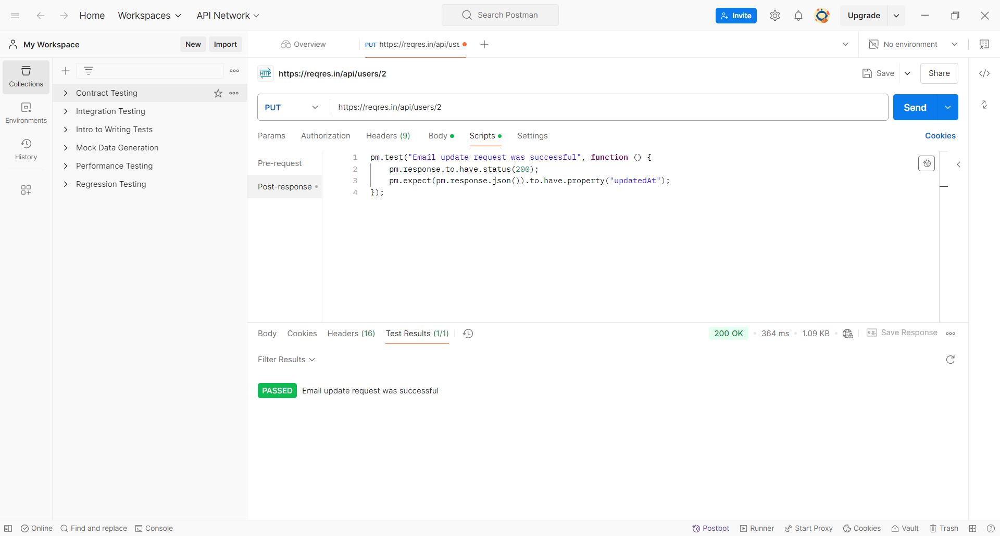 Home
Workspaces
API Network
Search Postman
Invite
Upgrade
My Workspace
New
Import
Overview
PUT https://reqres.in/api/use
No environment
Collections
Environments
History
Contract Testing
Integration Testing
Intro to Writing Tests
Mock Data Generation
Performance Testing
Regression Testing
HTTP
https://reqres.in/api/users/2
Save
Share
PUT
https://reqres.in/api/users/2
Send
Params
Authorization
Headers (9)
Body
Scripts
Settings
Cookies
Pre-request
Post-response
1 pm.test("Email update request was successful", function () {
2 pm.response.to.have.status(200);
3 pm.expect(pm.response.json()).to.have.property("updatedAt");
4 });
Body
Cookies
Headers (16)
Test Results (1/1)
200 OK
364 ms
1.09 KB
e.g.
Save Response
Filter Results
PASSED
Email update request was successful
Online
Find and replace
Console
Postbot
Runner
Start Proxy
Cookies
Vault
Trash